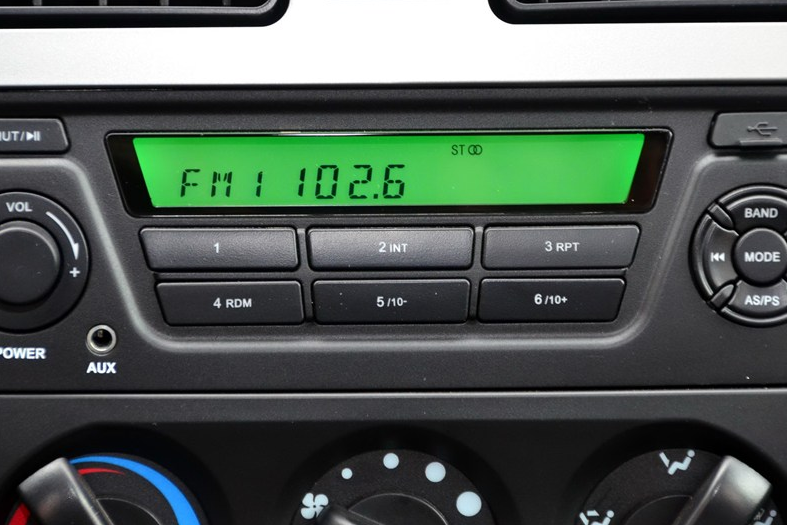 MUT/▶II
ST
FM1 102.6
VOL
+
BAND
1
2 INT
3 RPT
MODE
4 RDM
5 /10-
6 /10+
AS/PS
POWER
AUX